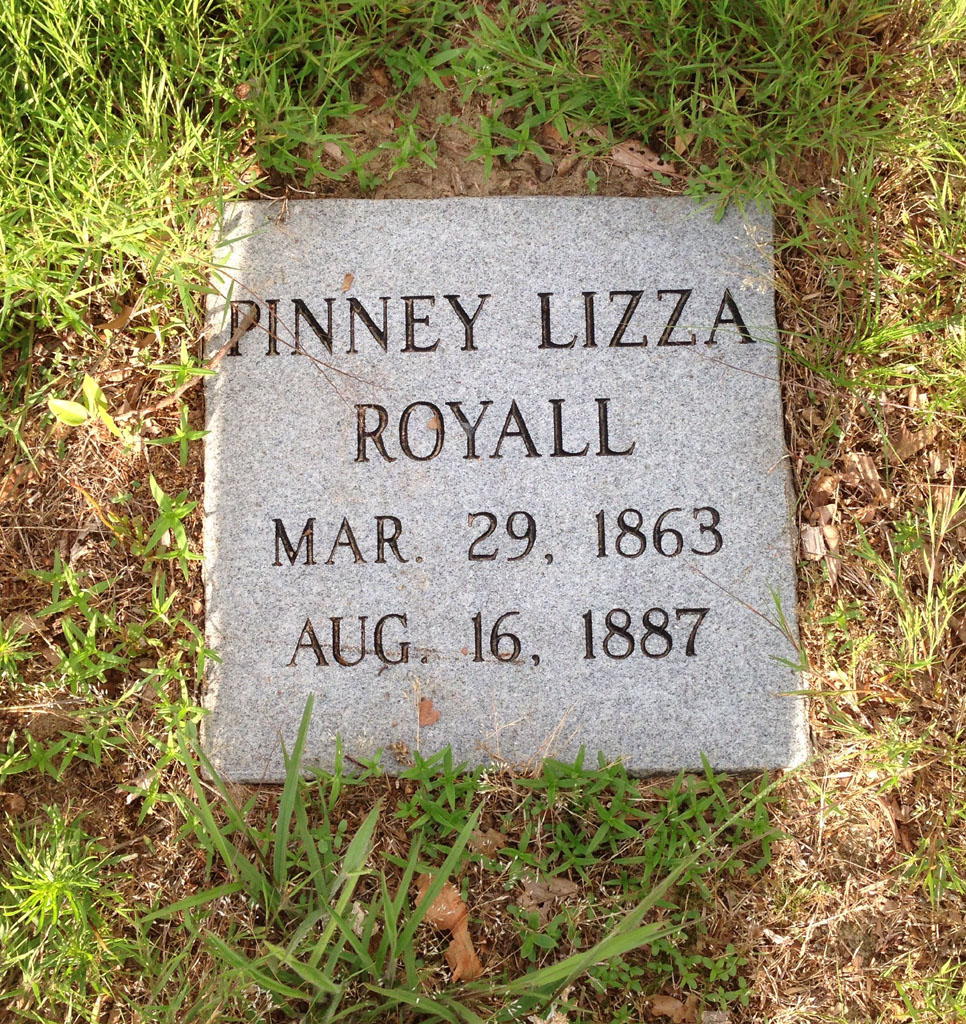 PINNEY LIZZA
ROYALL
MAR. 29, 1863
AUG. 16, 1887